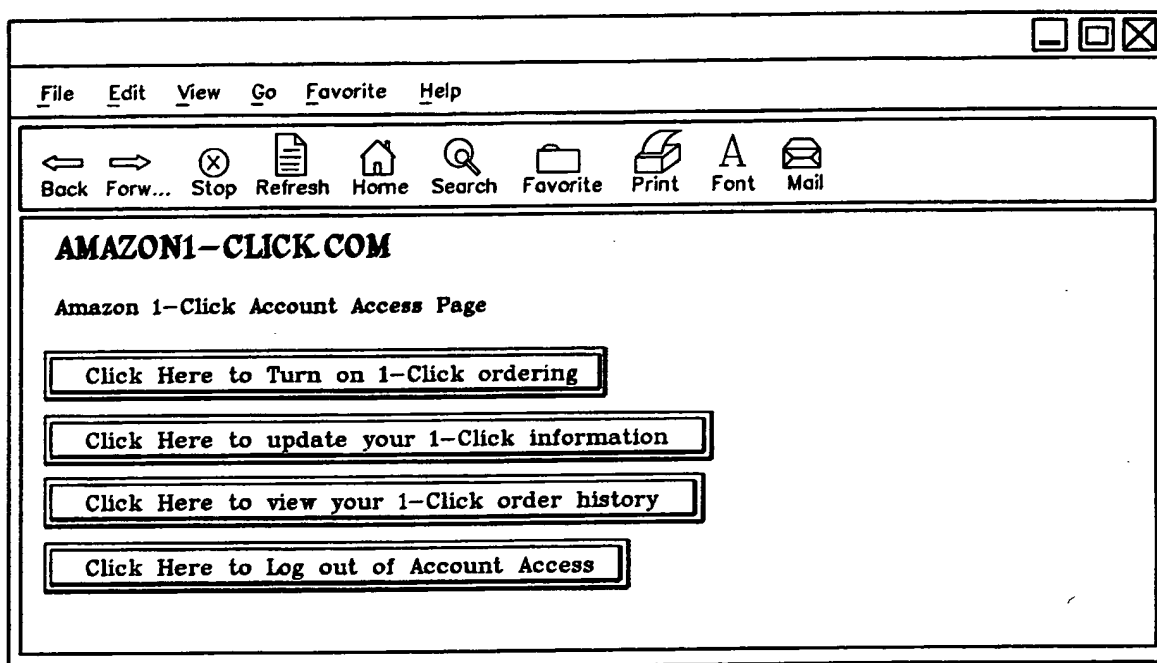 File Edit View Go Favorite Help
Back Forw... Stop Refresh Home Search Favorite Print Font Mail
AMAZON1-CLICK.COM
Amazon 1-Click Account Access Page
Click Here to Turn on 1-Click ordering
Click Here to update your 1-Click information
Click Here to view your 1-Click order history
Click Here to Log out of Account Access